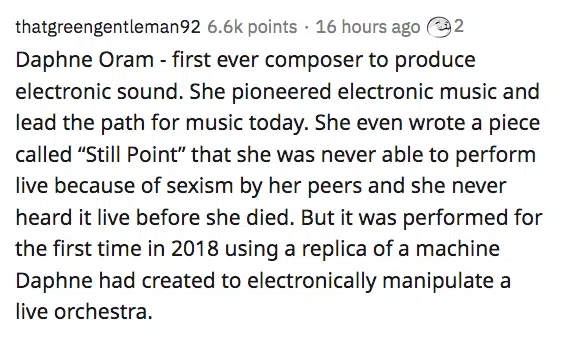 thatgreengentleman92 6.6k points · 16 hours ago 2
Daphne Oram - first ever composer to produce
electronic sound. She pioneered electronic music and
lead the path for music today. She even wrote a piece
called “Still Point” that she was never able to perform
live because of sexism by her peers and she never
heard it live before she died. But it was performed for
the first time in 2018 using a replica of a machine
Daphne had created to electronically manipulate a
live orchestra.